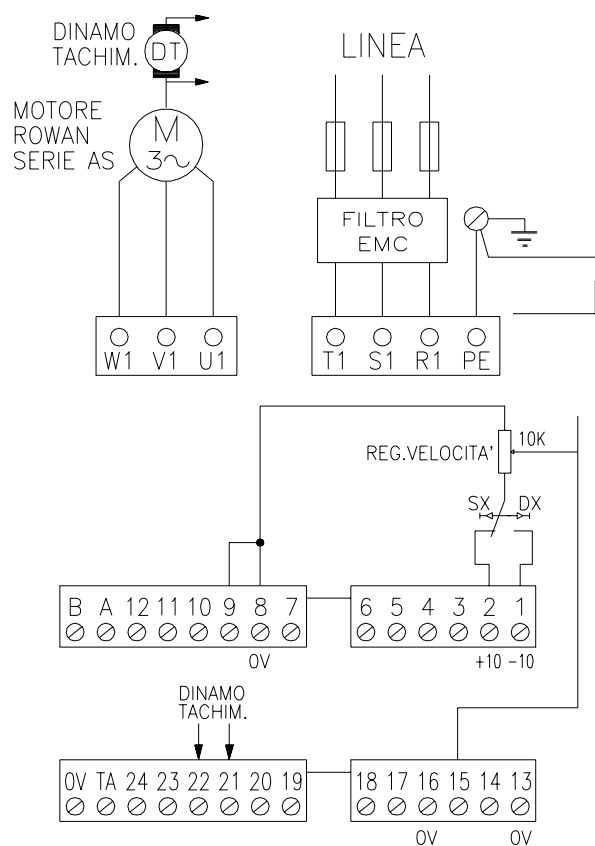 DINAMO
TACHIM.
DT
LINEA
MOTORE
ROWAN
SERIE AS
M
3~
FILTRO
EMC
W1 V1 U1
T1 S1 R1 PE
10K
REG.VELOCITA'
SX DX
B A 12 11 10 9 8 7
6 5 4 3 2 1
0V
+10 -10
DINAMO
TACHIM.
0V TA 24 23 22 21 20 19
18 17 16 15 14 13
0V 0V